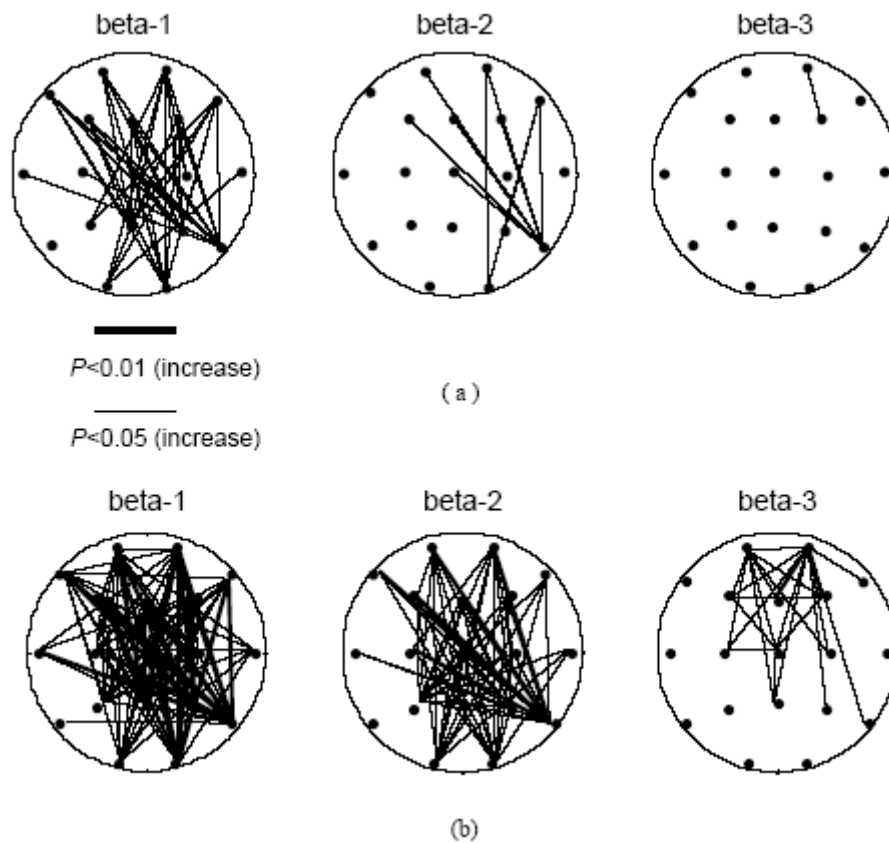 beta-1 beta-2 beta-3
P<0.01 (increase)
( a )
P<0.05 (increase)
beta-1 beta-2 beta-3
(b)